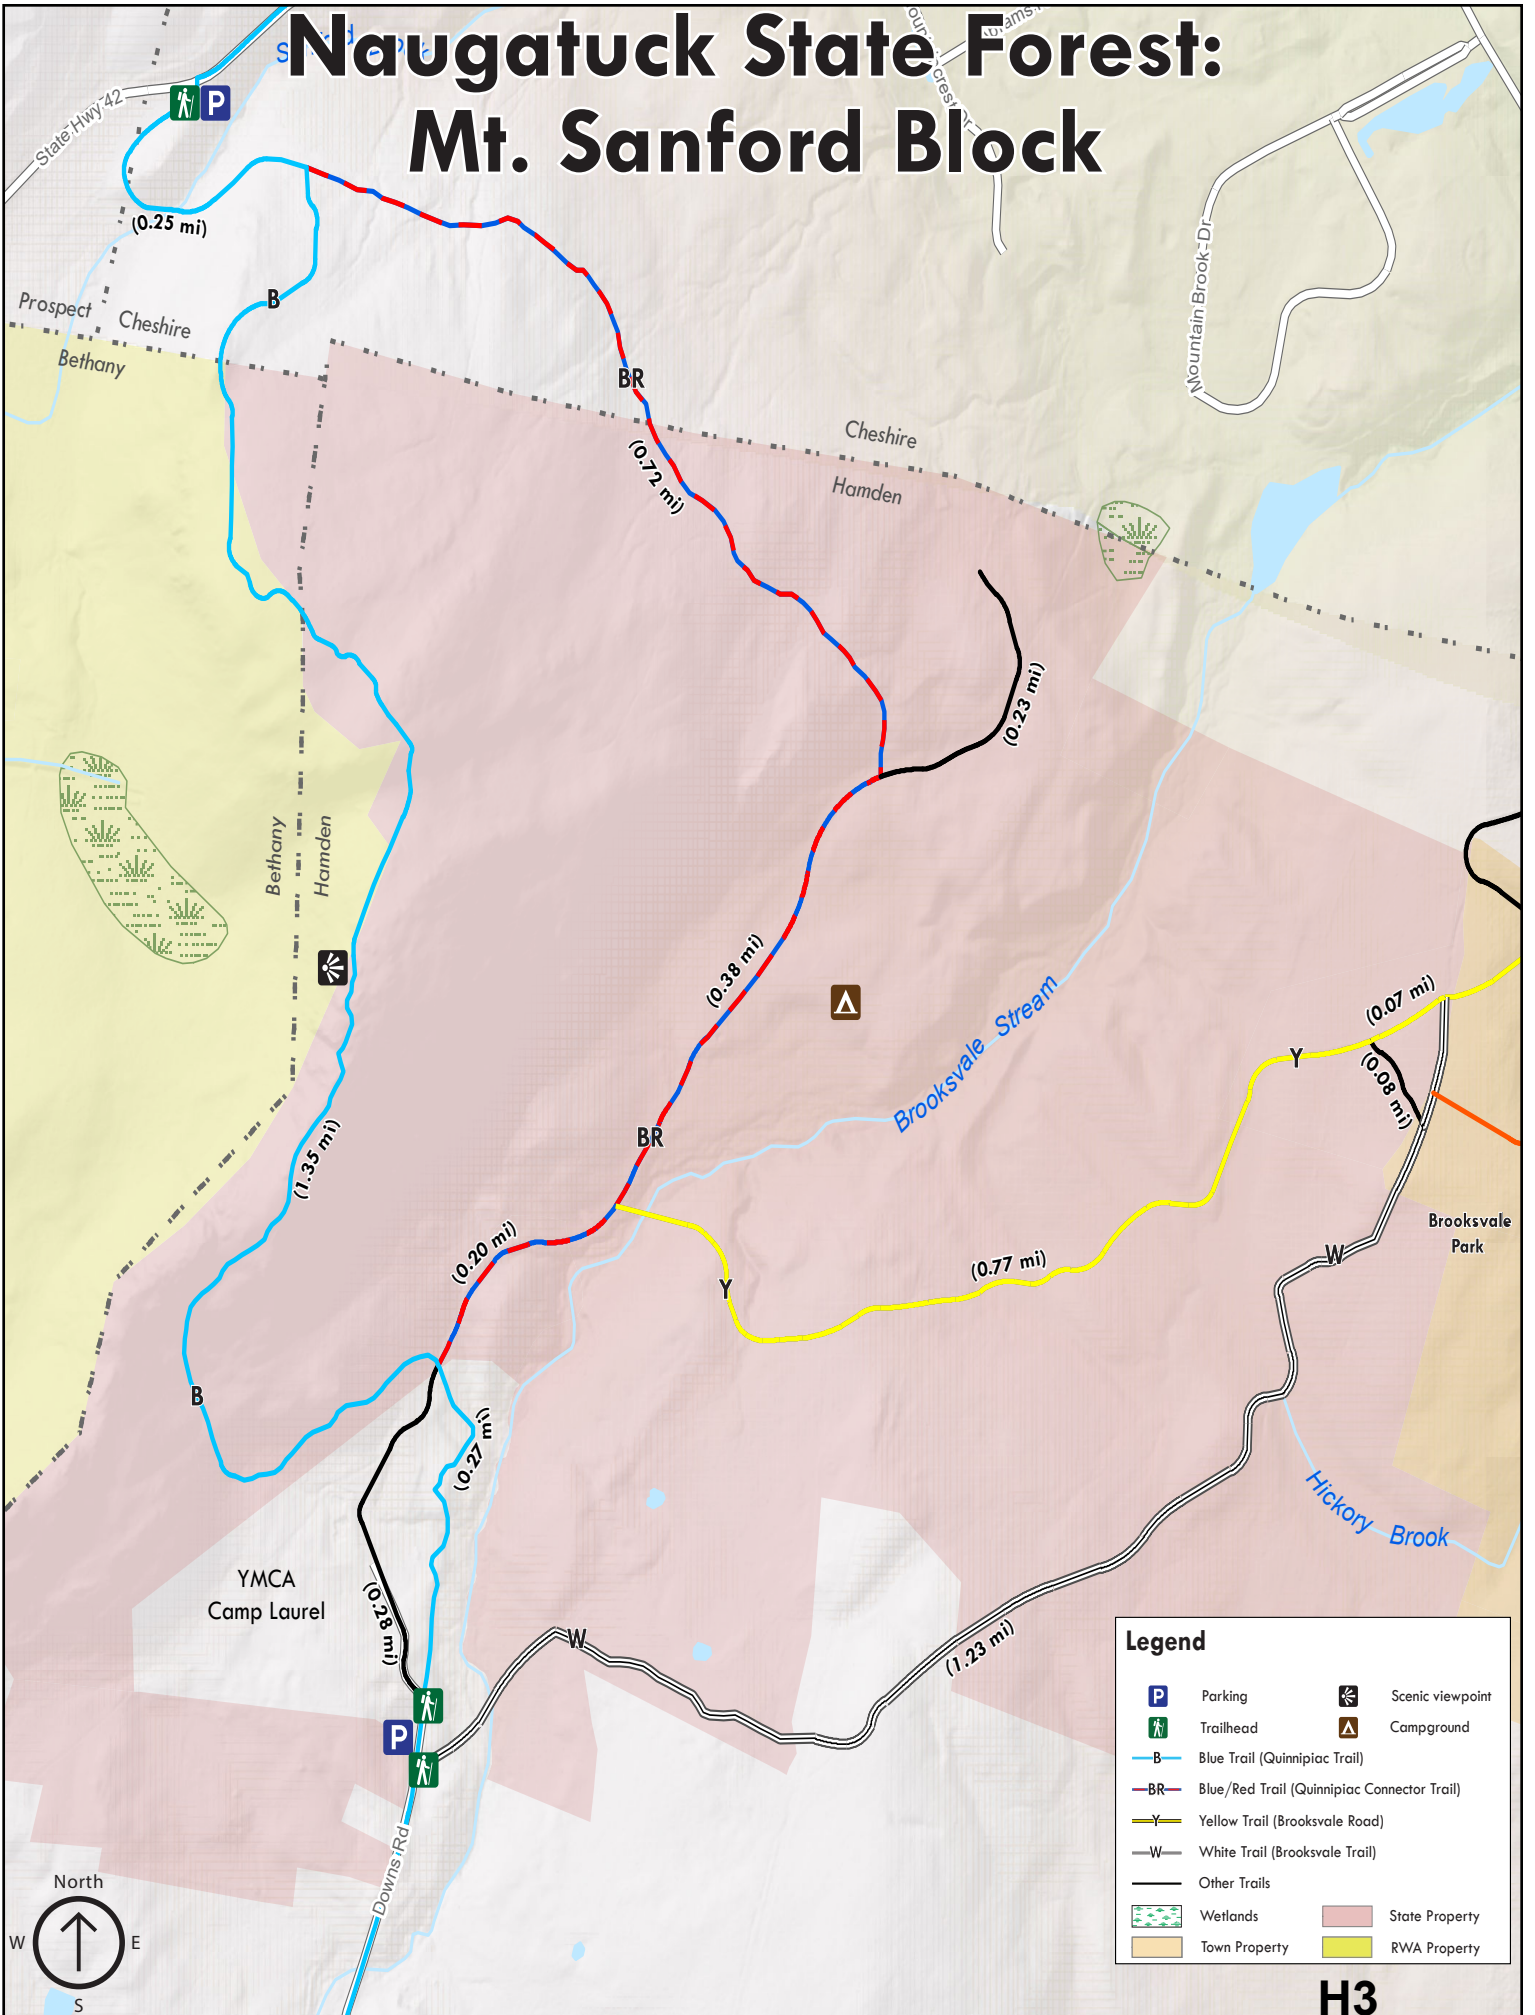 Naugatuck State Forest:
Mt. Sanford Block
State Hwy 42
P
(0.25 mi)
B
Prospect
Cheshire
Bethany
BR
(0.72 mi)
Cheshire
Hamden
Mountain Brook Dr
(0.23 mi)
Bethany
Hamden
(0.38 mi)
Brooksvale Stream
(0.07 mi)
Y
(0.08 mi)
(1.35 mi)
BR
Brooksvale
Park
(0.20 mi)
W
(0.77 mi)
Y
B
(0.27 mi)
Hickory Brook
YMCA
Camp Laurel
(0.28 mi)
W
(1.23 mi)
P
Downs Rd
North
W
E
S
Legend
P Parking
Scenic viewpoint
Trailhead
Campground
B Blue Trail (Quinnipiac Trail)
BR Blue/Red Trail (Quinnipiac Connector Trail)
Y Yellow Trail (Brooksvale Road)
W White Trail (Brooksvale Trail)
Other Trails
Wetlands
State Property
Town Property
RWA Property
H3